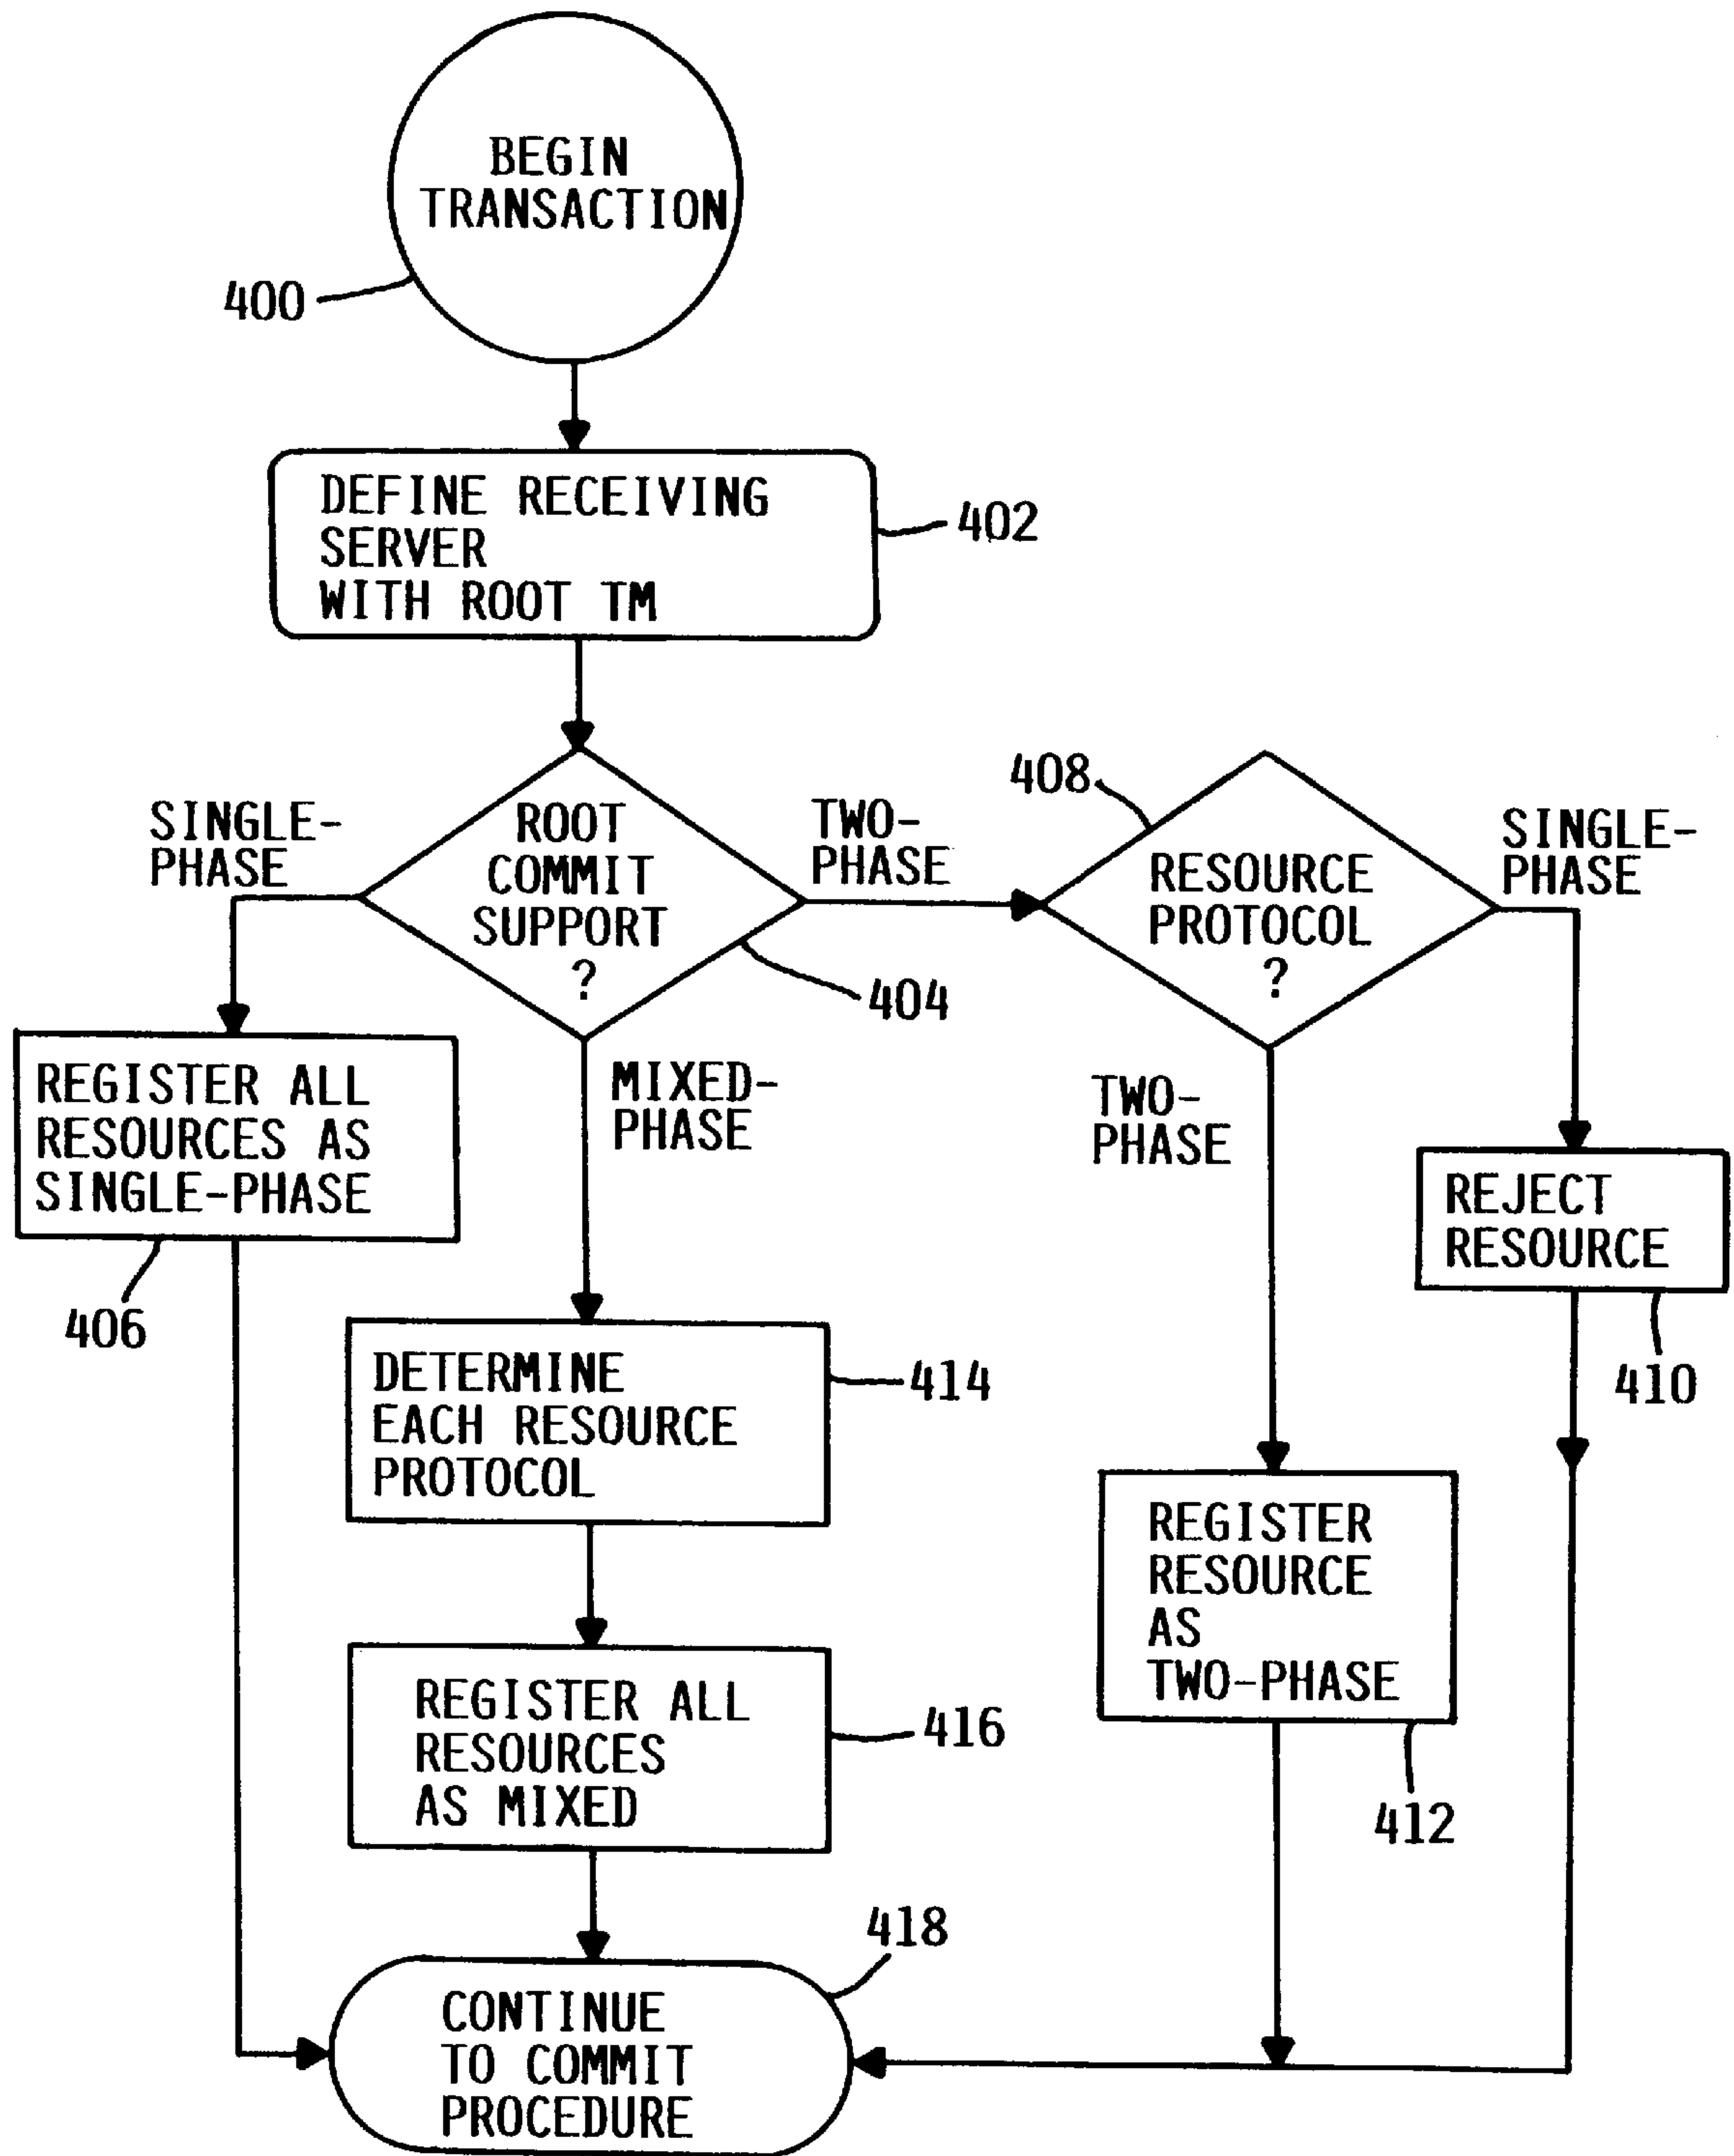 BEGIN
TRANSACTION
400
DEFINE RECEIVING
SERVER
WITH ROOT TM
402
ROOT
COMMIT
SUPPORT
?
404
SINGLE-
PHASE
TWO-
PHASE
MIXED-
PHASE
408
RESOURCE
PROTOCOL
?
SINGLE-
PHASE
TWO-
PHASE
REGISTER ALL
RESOURCES AS
SINGLE-PHASE
406
REJECT
RESOURCE
410
DETERMINE
EACH RESOURCE
PROTOCOL
414
REGISTER
RESOURCE
AS
TWO-PHASE
412
REGISTER ALL
RESOURCES
AS MIXED
416
418
CONTINUE
TO COMMIT
PROCEDURE